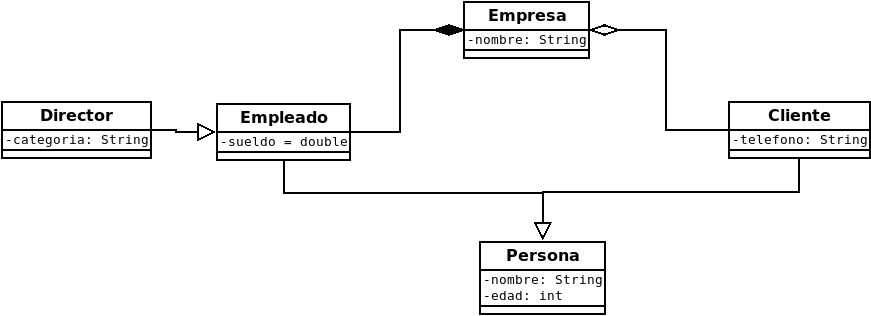 Empresa
-nombre: String
Director
-categoria: String
Empleado
-sueldo = double
Cliente
-telefono: String
Persona
-nombre: String
-edad: int